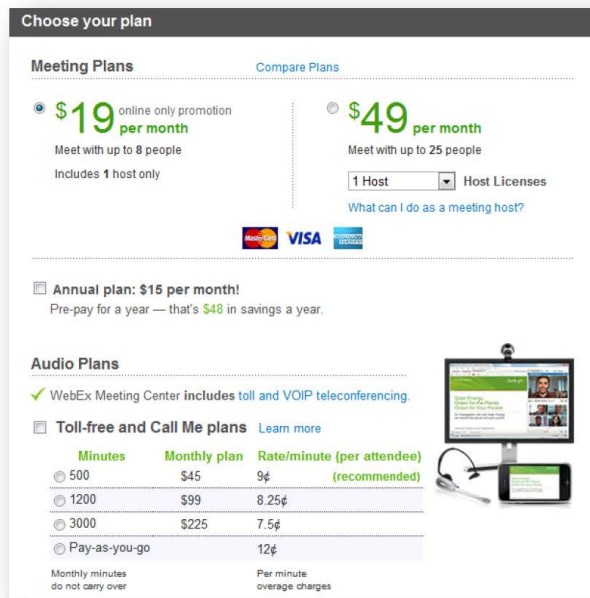 Choose your plan
Meeting Plans Compare Plans
$19 online only promotion
per month
Meet with up to 8 people
Includes 1 host only
$49 per month
Meet with up to 25 people
1 Host Host Licenses
What can I do as a meeting host?
MasterCard VISA
Annual plan: $15 per month!
Pre-pay for a year — that's $48 in savings a year.
Audio Plans
WebEx Meeting Center includes toll and VOIP teleconferencing.
Toll-free and Call Me plans Learn more
Minutes Monthly plan Rate/minute (per attendee)
500 $45 9¢ (recommended)
1200 $99 8.25¢
3000 $225 7.5¢
Pay-as-you-go 12¢
Monthly minutes
do not carry over
Per minute
overage charges